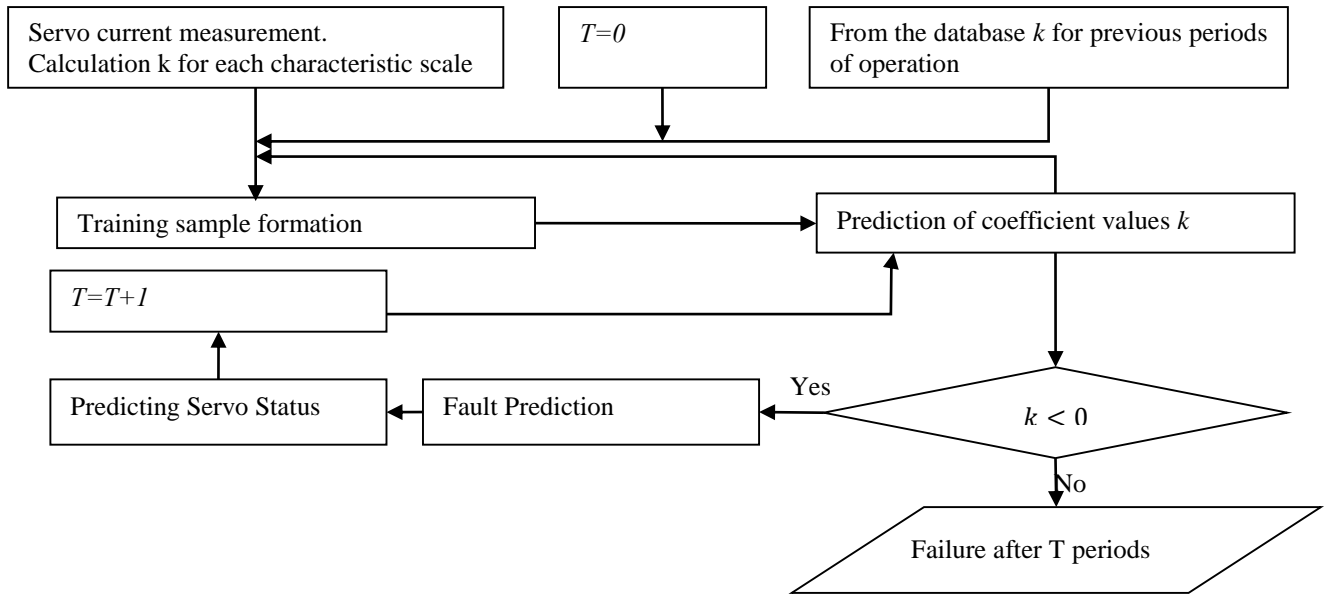 Servo current measurement.
Calculation k for each characteristic scale
T=0
From the database k for previous periods
of operation
Training sample formation
Prediction of coefficient values k
T=T+1
Predicting Servo Status
Fault Prediction
Yes
k < 0
No
Failure after T periods